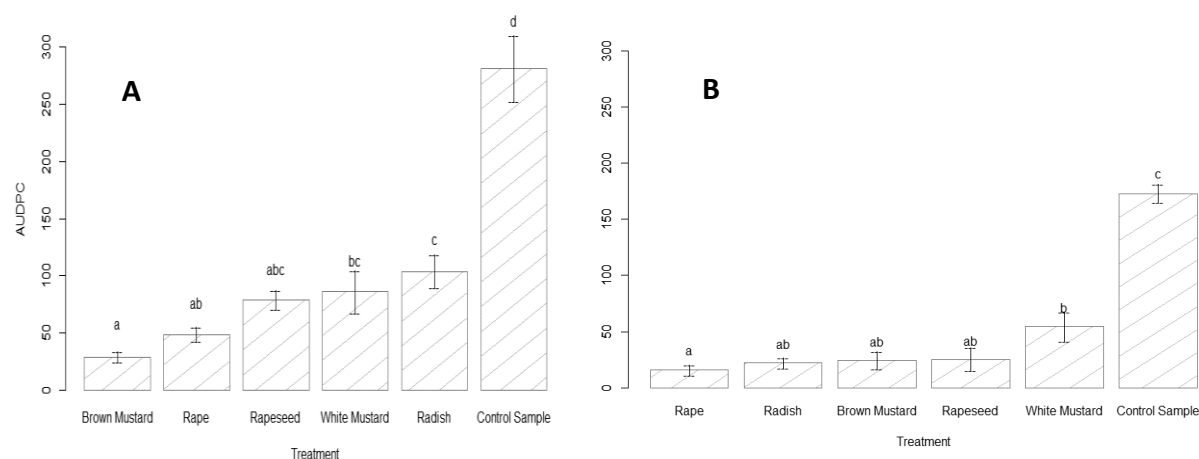 A
AUDPC
300
250
200
150
100
50
0
a
ab
abc
bc
c
d
Brown Mustard Rape Rapeseed White Mustard Radish Control Sample
Treatment
B
300
250
200
150
100
50
0
a
ab
ab
ab
b
c
Rape Radish Brown Mustard Rapeseed White Mustard Control Sample
Treatment